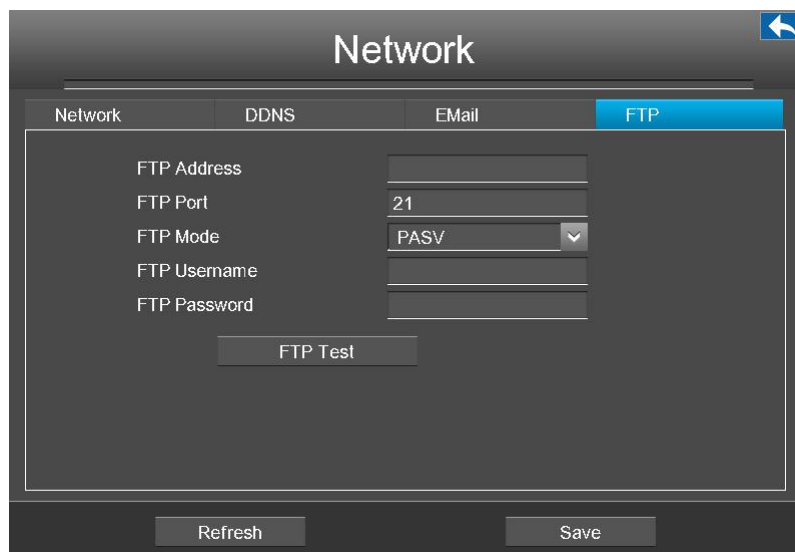 Network
Network DDNS EMail FTP
FTP Address
FTP Port 21
FTP Mode PASV
FTP Username
FTP Password
FTP Test
Refresh Save